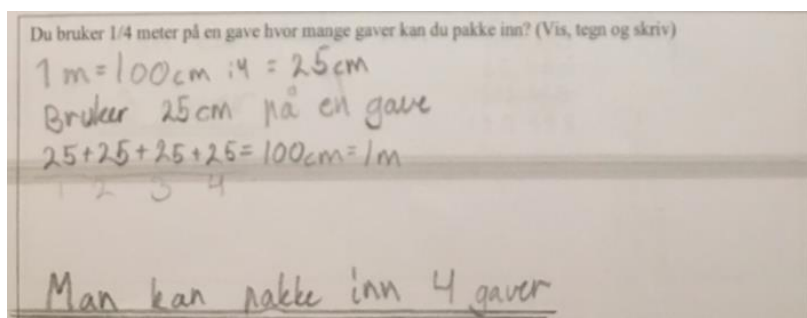 Du bruker 1/4 meter på en gave hvor mange gaver kan du pakke inn? (Vis, tegn og skriv)
1 m = 100 cm :4 = 25 cm
Bruker 25 cm på en gave
25+25+25+25= 100cm=1m
1 2 3 4
Man kan pakke inn 4 gaver